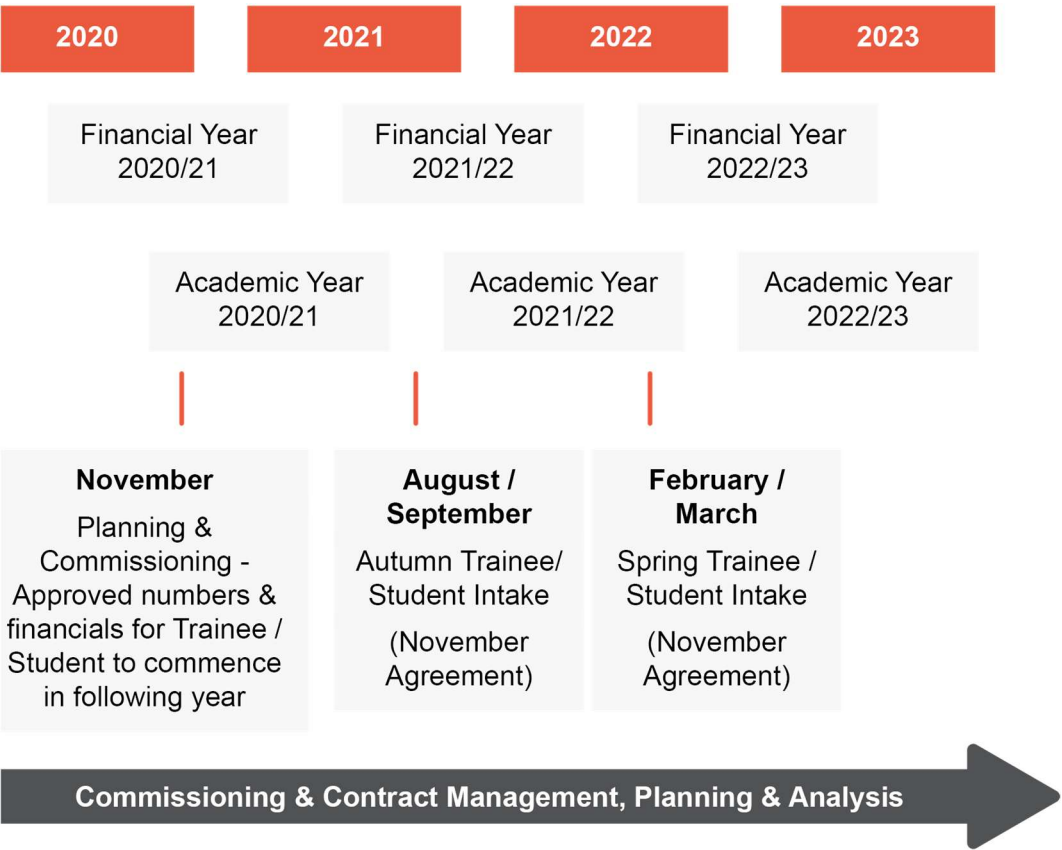 2020
2021
2022
2023
Financial Year
2020/21
Financial Year
2021/22
Financial Year
2022/23
Academic Year
2020/21
Academic Year
2021/22
Academic Year
2022/23
November
Planning &
Commissioning -
Approved numbers &
financials for Trainee /
Student to commence
in following year
August /
September
Autumn Trainee/
Student Intake
(November
Agreement)
February /
March
Spring Trainee /
Student Intake
(November
Agreement)
Commissioning & Contract Management, Planning & Analysis